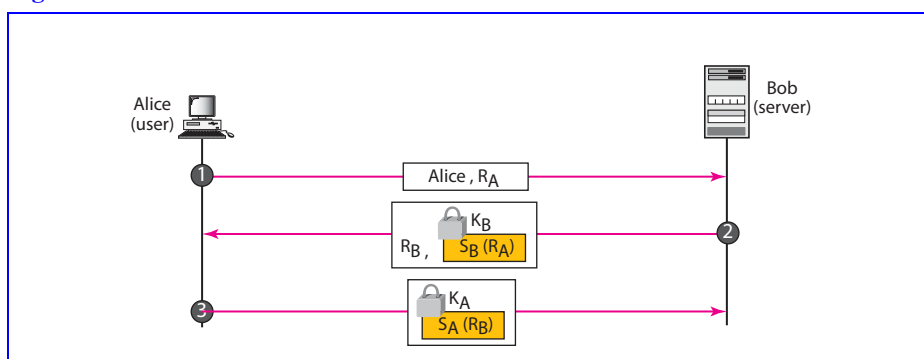 Alice
(user)
Bob
(server)
1
Alice , RA
KB
RB , SB (RA)
2
KA
3
SA (RB)